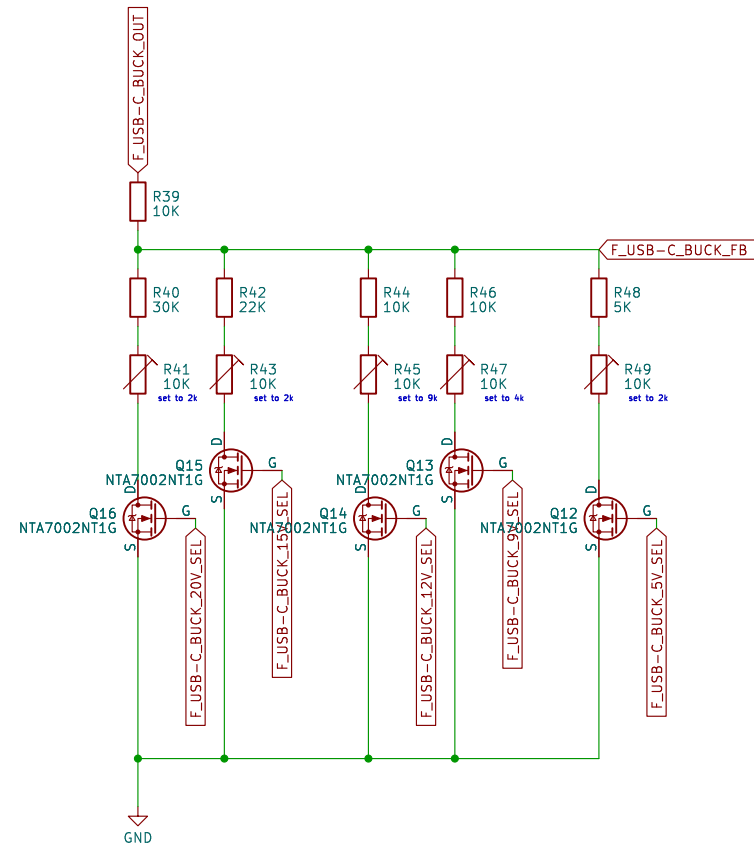 F_USB-C_BUCK_OUT
R39
10K
F_USB-C_BUCK_FB
R40
30K
R42
22K
R44
10K
R46
10K
R48
5K
R41
10K
set to 2k
R43
10K
set to 2k
R45
10K
set to 9k
R47
10K
set to 4k
R49
10K
set to 2k
D
Q15
NTA7002NT1G
G
S
D
Q13
NTA7002NT1G
G
S
D
Q16
NTA7002NT1G
G
S
D
Q14
NTA7002NT1G
G
S
D
Q12
NTA7002NT1G
G
S
F_USB-C_BUCK_20V_SEL
F_USB-C_BUCK_15V_SEL
F_USB-C_BUCK_12V_SEL
F_USB-C_BUCK_9V_SEL
F_USB-C_BUCK_5V_SEL
GND